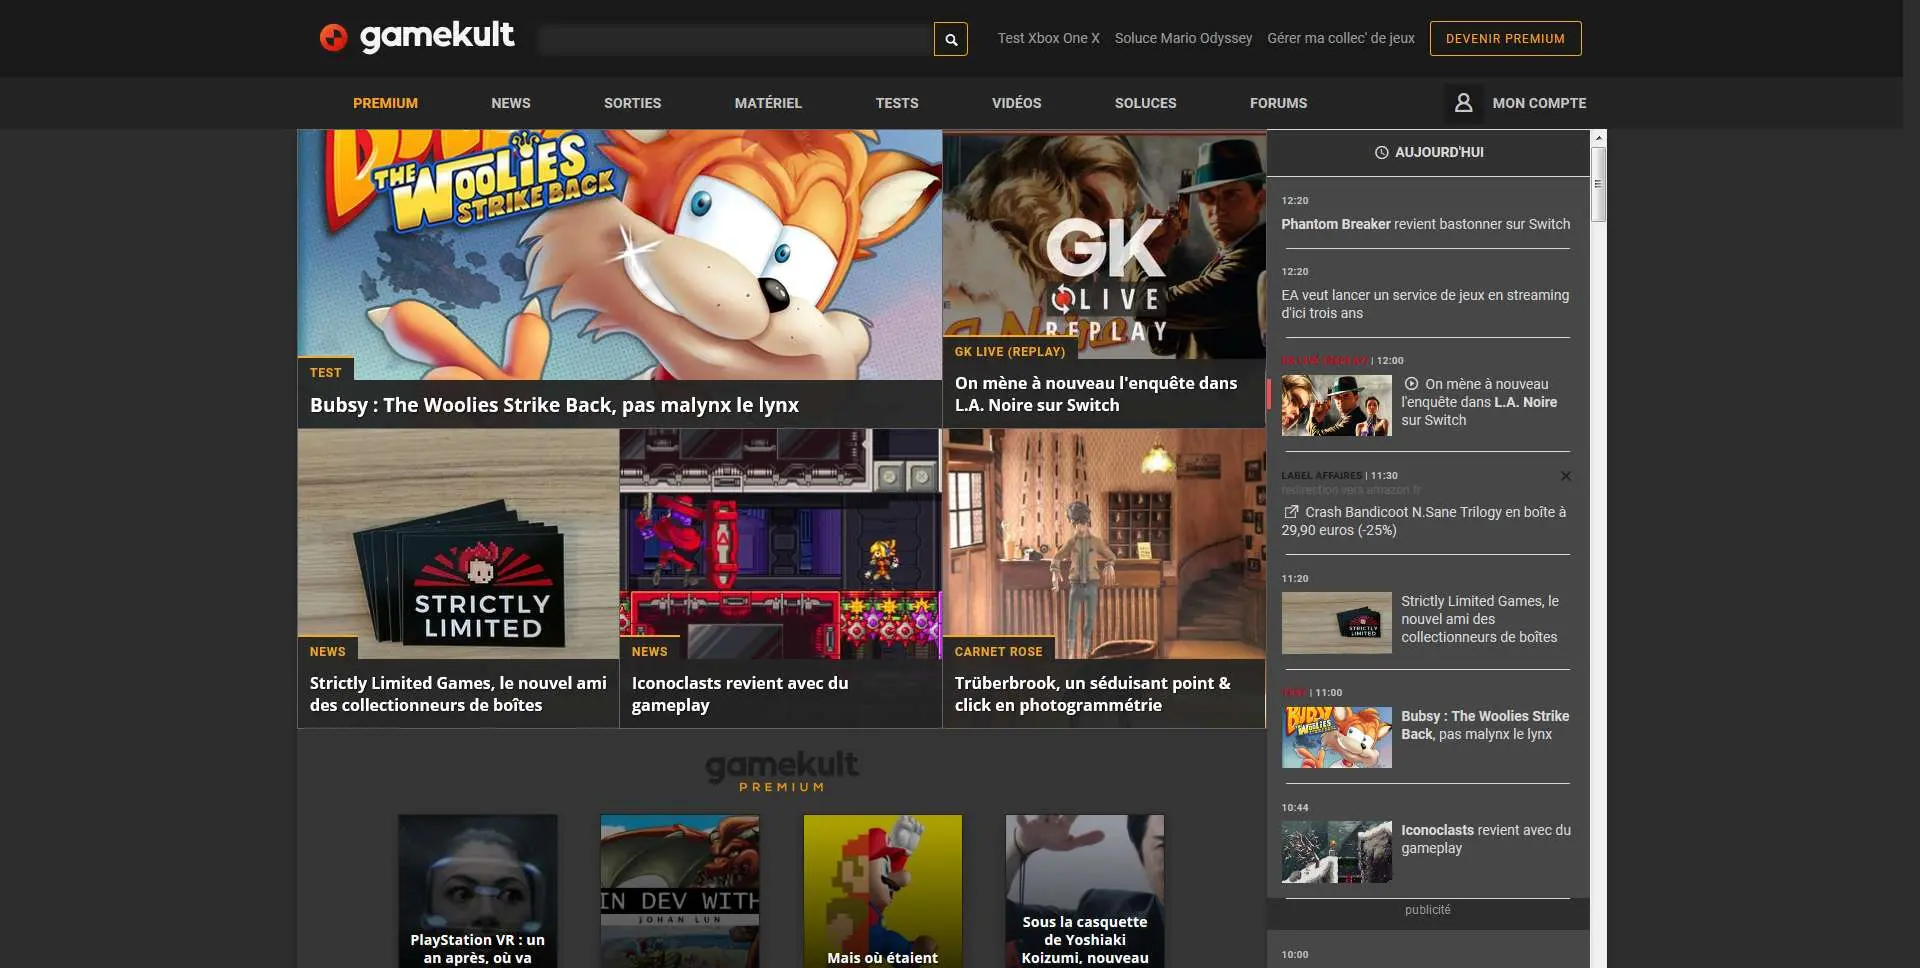 gamekult
Test Xbox One X
Soluce Mario Odyssey
Gérer ma collec' de jeux
DEVENIR PREMIUM
PREMIUM
NEWS
SORTIES
MATÉRIEL
TESTS
VIDÉOS
SOLUCES
FORUMS
MON COMPTE
BUBSY
THE WOOLIES
STRIKE BACK
TEST
Bubsy : The Woolies Strike Back, pas malynx le lynx
GK
LIVE
REPLAY
GK LIVE (REPLAY)
On mène à nouveau l'enquête dans
L.A. Noire sur Switch
STRICTLY
LIMITED
NEWS
Strictly Limited Games, le nouvel ami
des collectionneurs de boîtes
NEWS
Iconoclasts revient avec du
gameplay
CARNET ROSE
Trüberbrook, un séduisant point &
click en photogrammétrie
gamekult
PREMIUM
PlayStation VR : un
an après, où va
IN DEV WITH
JOHAN LUN
Mais où étaient
Sous la casquette
de Yoshiaki
Koizumi, nouveau
AUJOURD'HUI
12:20
Phantom Breaker revient bastonner sur Switch
12:20
EA veut lancer un service de jeux en streaming
d'ici trois ans
GK LIVE (REPLAY) | 12:00
On mène à nouveau
l'enquête dans L.A. Noire
sur Switch
LABEL AFFAIRES | 11:30
redirection vers amazon.fr
Crash Bandicoot N.Sane Trilogy en boîte à
29,90 euros (-25%)
11:20
STRICTLY
LIMITED
Strictly Limited Games, le
nouvel ami des
collectionneurs de boîtes
TEST | 11:00
BUBSY
THE WOOLIES
Bubsy : The Woolies Strike
Back, pas malynx le lynx
10:44
Iconoclasts revient avec du
gameplay
publicité
10:00